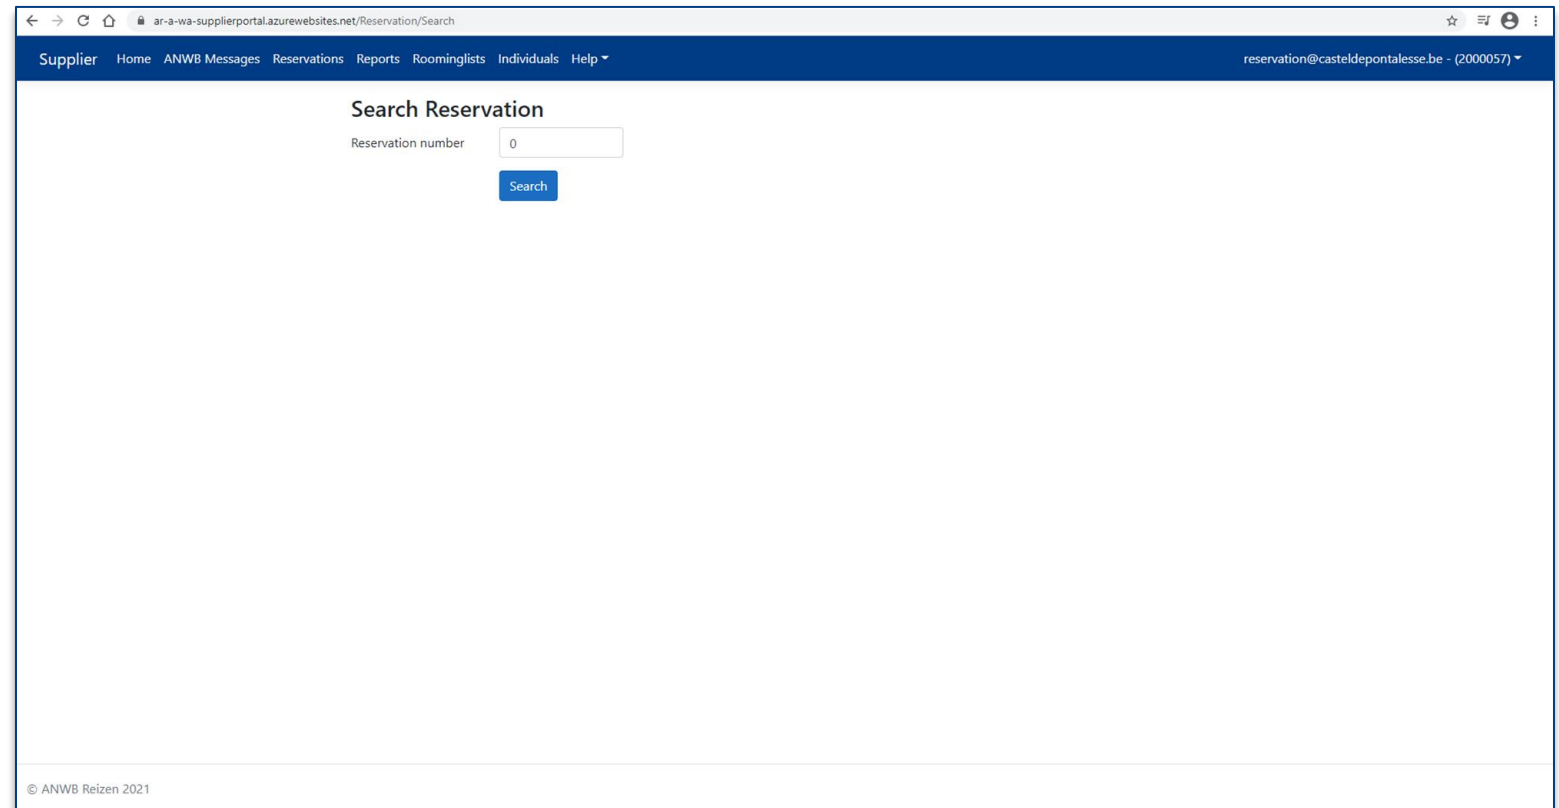 ar-a-wa-supplierportal.azurewebsites.net/Reservation/Search
Supplier Home ANWB Messages Reservations Reports Roominglists Individuals Help reservation@casteldepontalesse.be - (2000057)
Search Reservation
Reservation number 0
Search
© ANWB Reizen 2021